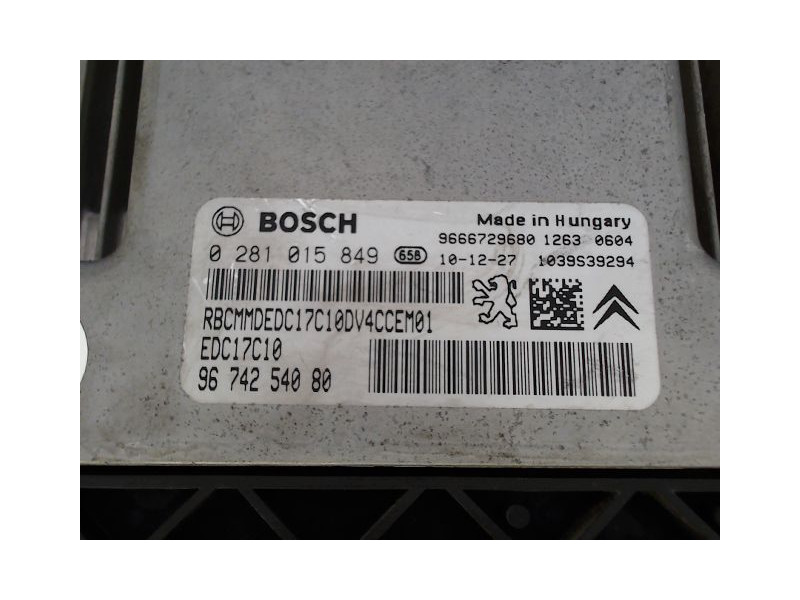 BOSCH
Made in Hungary
9666729680 1263 0604
0 281 015 849 658
10-12-27 1039S39294
RBCMMDEDC17C10DV4CCEM01
EDC17C10
96 742 540 80